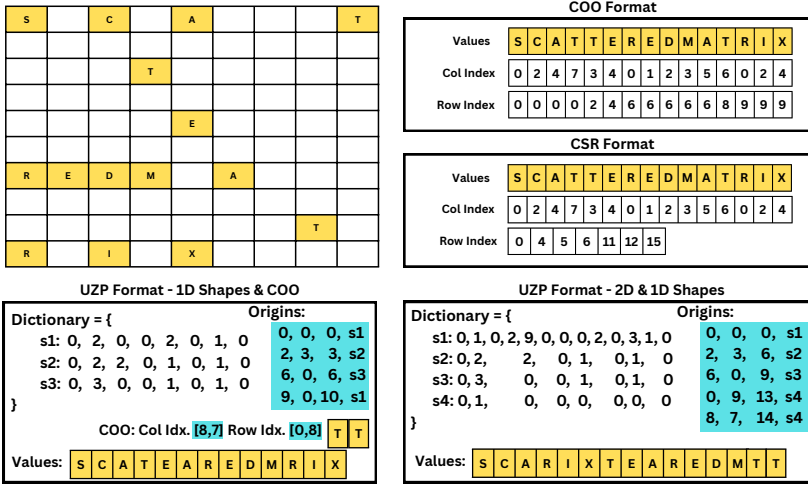 S C A T
T
E
R E D M A
T
R I X
COO Format
Values S C A T T E R E D M A T R I X
Col Index 0 2 4 7 3 4 0 1 2 3 5 6 0 2 4
Row Index 0 0 0 0 2 4 6 6 6 6 6 8 9 9 9
CSR Format
Values S C A T T E R E D M A T R I X
Col Index 0 2 4 7 3 4 0 1 2 3 5 6 0 2 4
Row Index 0 4 5 6 11 12 15
UZP Format - 1D Shapes & COO
Dictionary = {
s1: 0, 2, 0, 0, 2, 0, 1, 0
s2: 0, 2, 2, 0, 1, 0, 1, 0
s3: 0, 3, 0, 0, 1, 0, 1, 0
}
Origins:
0, 0, 0, s1
2, 3, 3, s2
6, 0, 6, s3
9, 0, 10, s1
COO: Col Idx. [8,7] Row Idx. [0,8] T T
Values: S C A T E A R E D M R I X
UZP Format - 2D & 1D Shapes
Dictionary = {
s1: 0, 1, 0, 2, 9, 0, 0, 0, 2, 0, 3, 1, 0
s2: 0, 2, 2, 0, 1, 0, 1, 0
s3: 0, 3, 0, 0, 1, 0, 1, 0
s4: 0, 1, 0, 0, 0, 0, 0, 0
}
Origins:
0, 0, 0, s1
2, 3, 6, s2
6, 0, 9, s3
0, 9, 13, s4
8, 7, 14, s4
Values: S C A R I X T E A R E D M T T